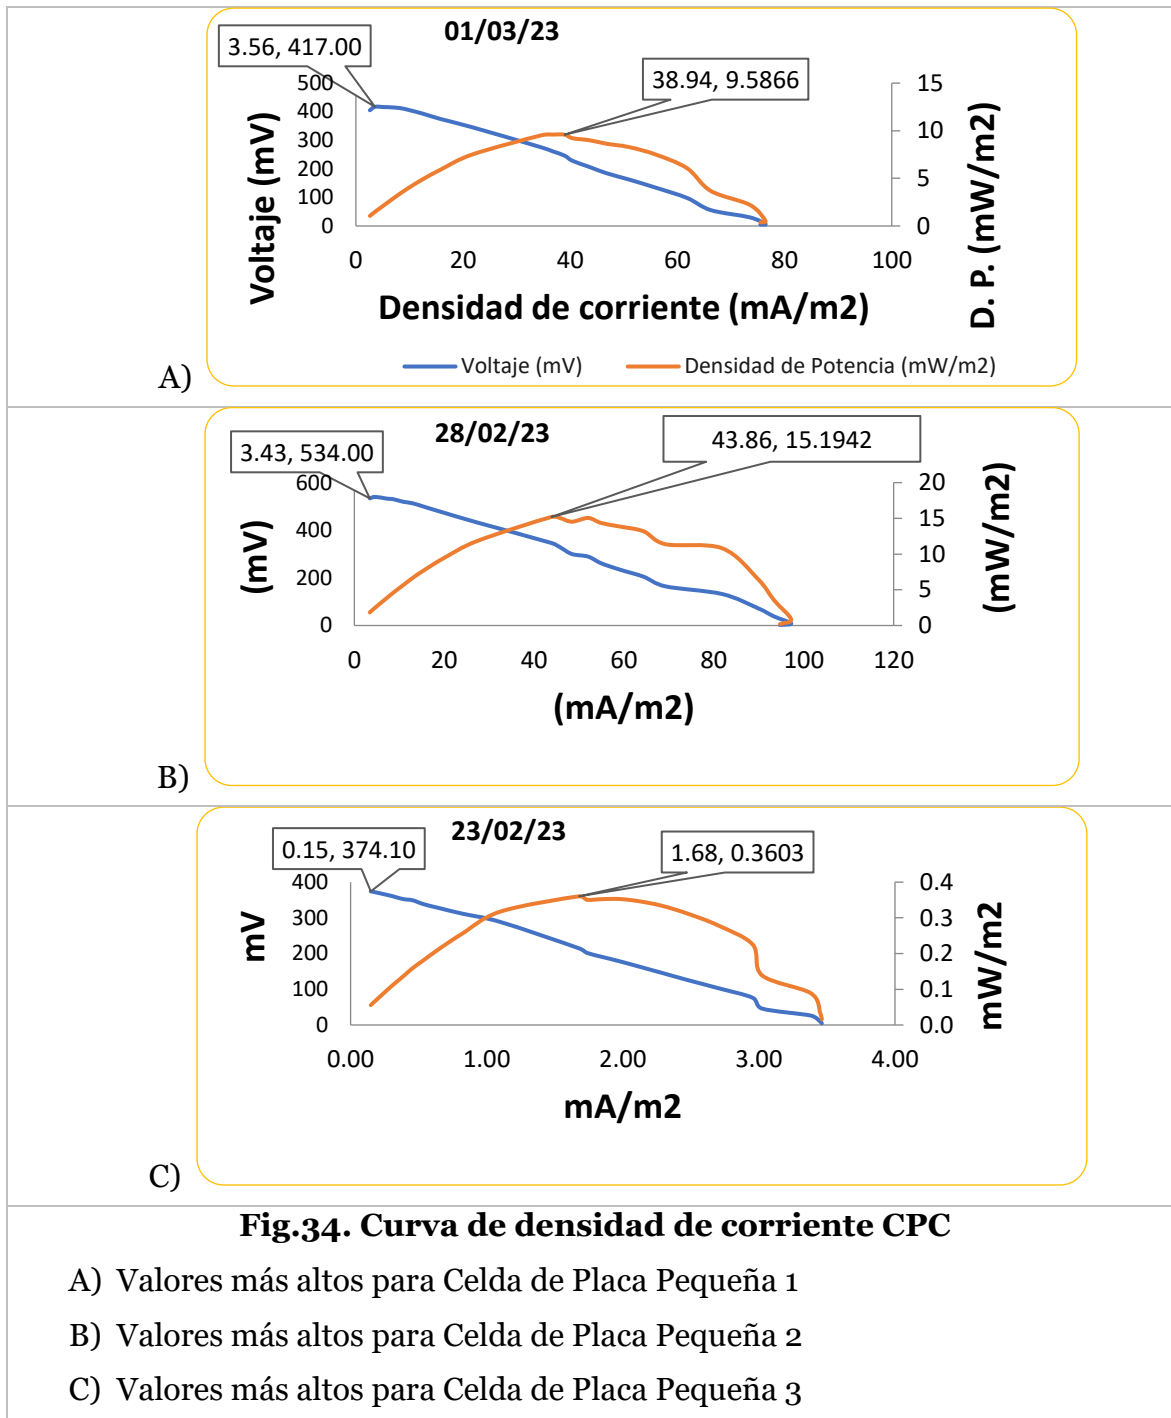 01/03/23
3.56, 417.00
38.94, 9.5866
500
400
300
200
100
0
Voltaje (mV)
15
10
5
0
D. P. (mW/m2)
0 20 40 60 80 100
Densidad de corriente (mA/m2)
Voltaje (mV) Densidad de Potencia (mW/m2)
A)
28/02/23
3.43, 534.00
43.86, 15.1942
600
400
200
0
(mV)
20
15
10
5
0
(mW/m2)
0 20 40 60 80 100 120
(mA/m2)
B)
23/02/23
0.15, 374.10
1.68, 0.3603
400
300
200
100
0
mV
0.4
0.3
0.2
0.1
0.0
mW/m2
0.00 1.00 2.00 3.00 4.00
mA/m2
C)
Fig.34. Curva de densidad de corriente CPC
A) Valores más altos para Celda de Placa Pequeña 1
B) Valores más altos para Celda de Placa Pequeña 2
C) Valores más altos para Celda de Placa Pequeña 3